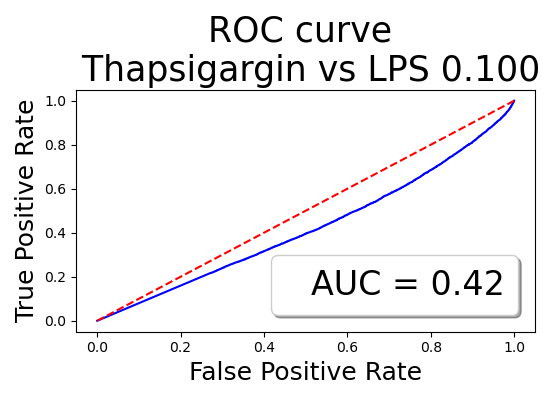 ROC curve
Thapsigargin vs LPS 0.100
True Positive Rate
1.0
0.8
0.6
0.4
0.2
0.0
AUC = 0.42
0.0 0.2 0.4 0.6 0.8 1.0
False Positive Rate